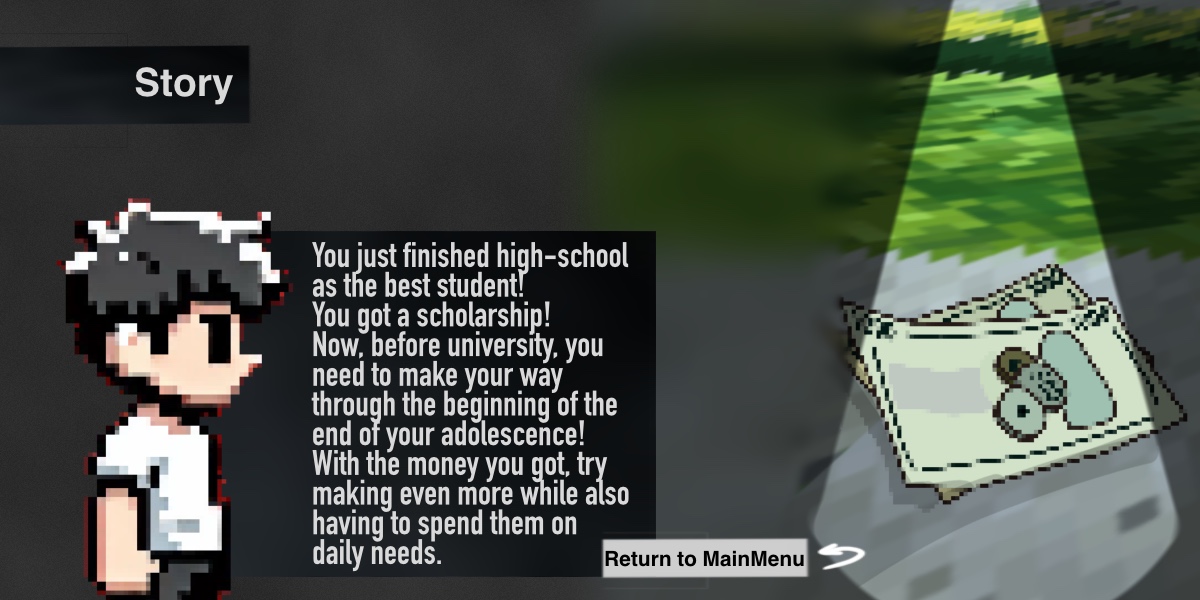 Story
You just finished high-school
as the best student!
You got a scholarship!
Now, before university, you
need to make your way
through the beginning of the
end of your adolescence!
With the money you got, try
making even more while also
having to spend them on
daily needs.
Return to MainMenu